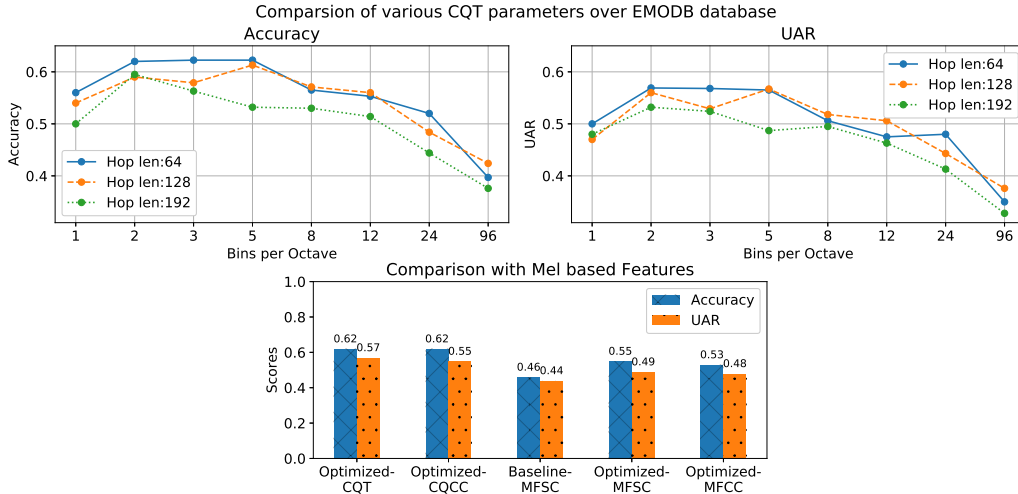 Comparsion of various CQT parameters over EMODB database
Accuracy
Accuracy
0.6
0.5
0.4
Hop len:64
Hop len:128
Hop len:192
1 2 3 5 8 12 24 96
Bins per Octave
UAR
UAR
0.6
0.5
0.4
Hop len:64
Hop len:128
Hop len:192
1 2 3 5 8 12 24 96
Bins per Octave
Comparison with Mel based Features
Scores
1.0
0.8
0.6
0.4
0.2
0.0
Accuracy
UAR
0.62 0.57 0.62 0.55 0.46 0.44 0.55 0.49 0.53 0.48
Optimized- Optimized- Baseline- Optimized- Optimized-
CQT CQCC MFSC MFSC MFCC